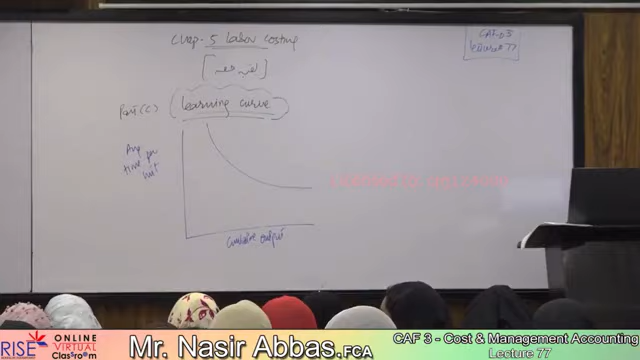 Chap-5 Labor Costing
CAF-03
Lecture # 77
Part (C)
learning curve
Avg
time per
unit
Cumulative output
RISE
ONLINE
VIRTUAL
Classroom
Mr. Nasir Abbas.FCA
CAF 3 - Cost & Management Accounting
Lecture 77